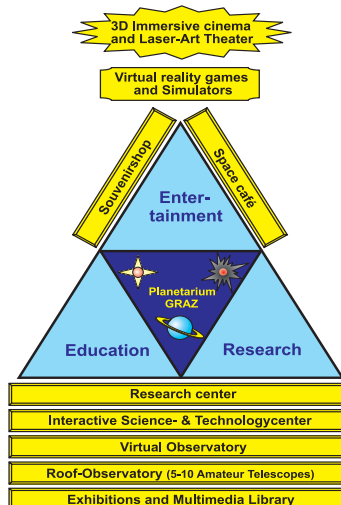 3D Immersive cinema
and Laser-Art Theater
Virtual reality games
and Simulators
Souvenirshop
Space café
Enter-
tainment
Planetarium
GRAZ
Education
Research
Research center
Interactive Science- & Technologycenter
Virtual Observatory
Roof-Observatory (5-10 Amateur Telescopes)
Exhibitions and Multimedia Library